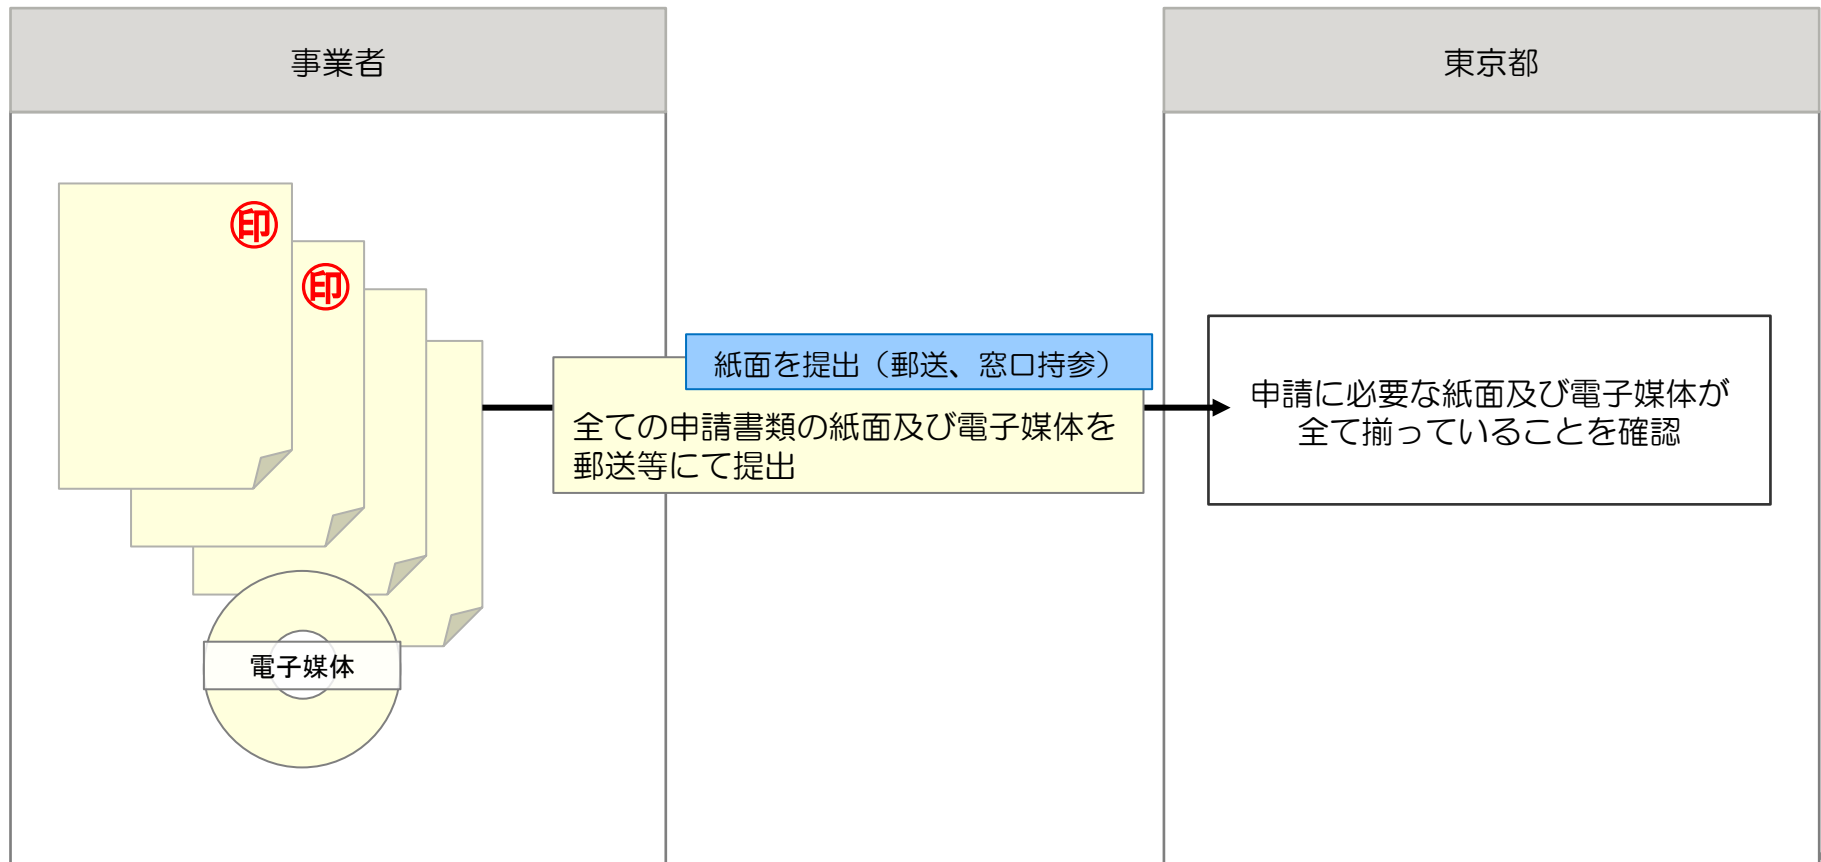 事業者
東京都
印
印
紙面を提出（郵送、窓口持参）
全ての申請書類の紙面及び電子媒体を
郵送等にて提出
申請に必要な紙面及び電子媒体が
全て揃っていることを確認
電子媒体